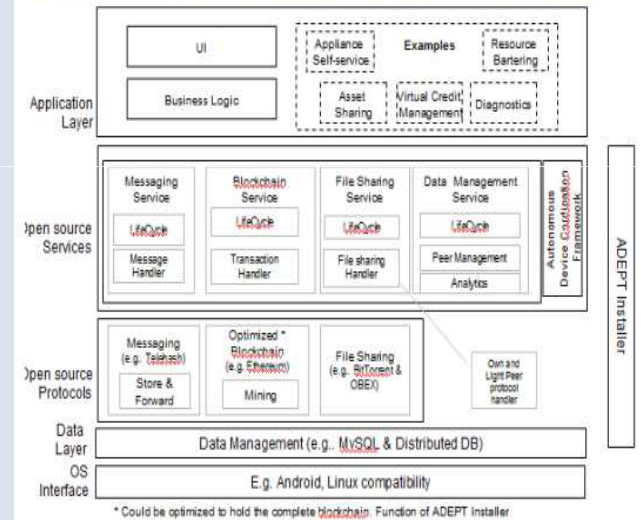 UI
Business Logic
Application
Layer
Appliance
Self-service
Examples
Resource
Bartering
Asset
Sharing
Virtual Credit
Management
Diagnostics
Open source
Services
Messaging
Service
LifeCycle
Message
Handler
Blockchain
Service
LifeCycle
Transaction
Handler
File Sharing
Service
LifeCycle
File sharing
Handler
Data Management
Service
LifeCycle
Peer Management
Analytics
Autonomous
Device Cordination
Framework
ADEPT Installer
Open source
Protocols
Messaging
(e.g. Telehash)
Store &
Forward
Optimized *
Blockchain
(e.g. Ethereum)
Mining
File Sharing
(e.g. BitTorrent &
OBEX)
Own and
Light Peer
protocol
handler
Data
Layer
Data Management (e.g.. MySQL & Distributed DB)
OS
Interface
E.g. Android, Linux compatibility
* Could be optimized to hold the complete blockchain. Function of ADEPT Installer